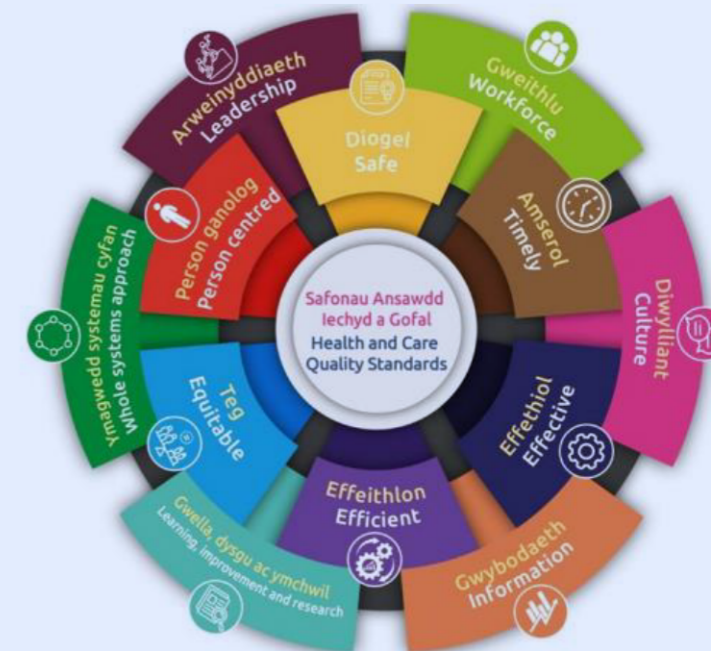 Safonau Ansawdd
Iechyd a Gofal
Health and Care
Quality Standards
Diogel
Safe
Amserol
Timely
Effethiol
Effective
Effeithlon
Efficient
Teg
Equitable
Person ganolog
Person centred
Arweinyddiaeth
Leadership
Gweithlu
Workforce
Diwylliant
Culture
Gwybodaeth
Information
Gwella, dysgu ac ymchwil
Learning, improvement and research
Ymagwedd systemau cyfan
Whole systems approach